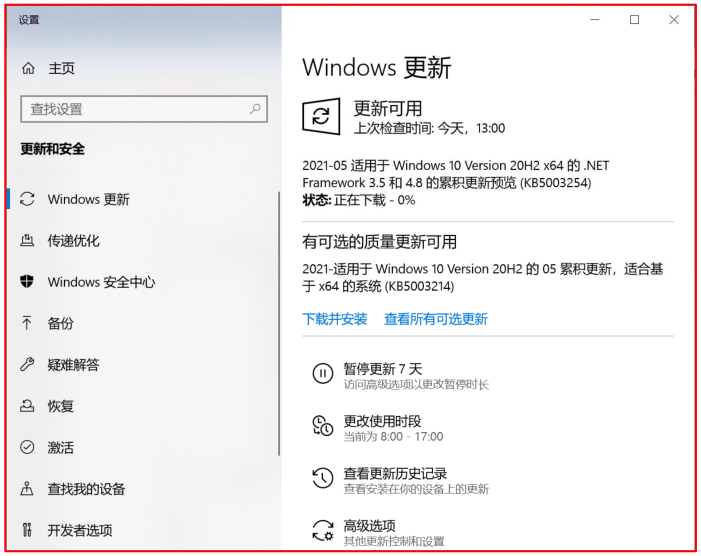 设置
主页
查找设置
更新和安全
Windows 更新
传递优化
Windows 安全中心
备份
疑难解答
恢复
激活
查找我的设备
开发者选项
Windows 更新
更新可用
上次检查时间: 今天，13:00
2021-05 适用于 Windows 10 Version 20H2 x64 的 .NET
Framework 3.5 和 4.8 的累积更新预览 (KB5003254)
状态: 正在下载 - 0%
有可选的质量更新可用
2021-适用于 Windows 10 Version 20H2 的 05 累积更新，适合基
于 x64 的系统 (KB5003214)
下载并安装 查看所有可选更新
暂停更新 7 天
访问高级选项以更改暂停时长
更改使用时段
当前为 8:00 - 17:00
查看更新历史记录
查看安装在你的设备上的更新
高级选项
其他更新控制和设置